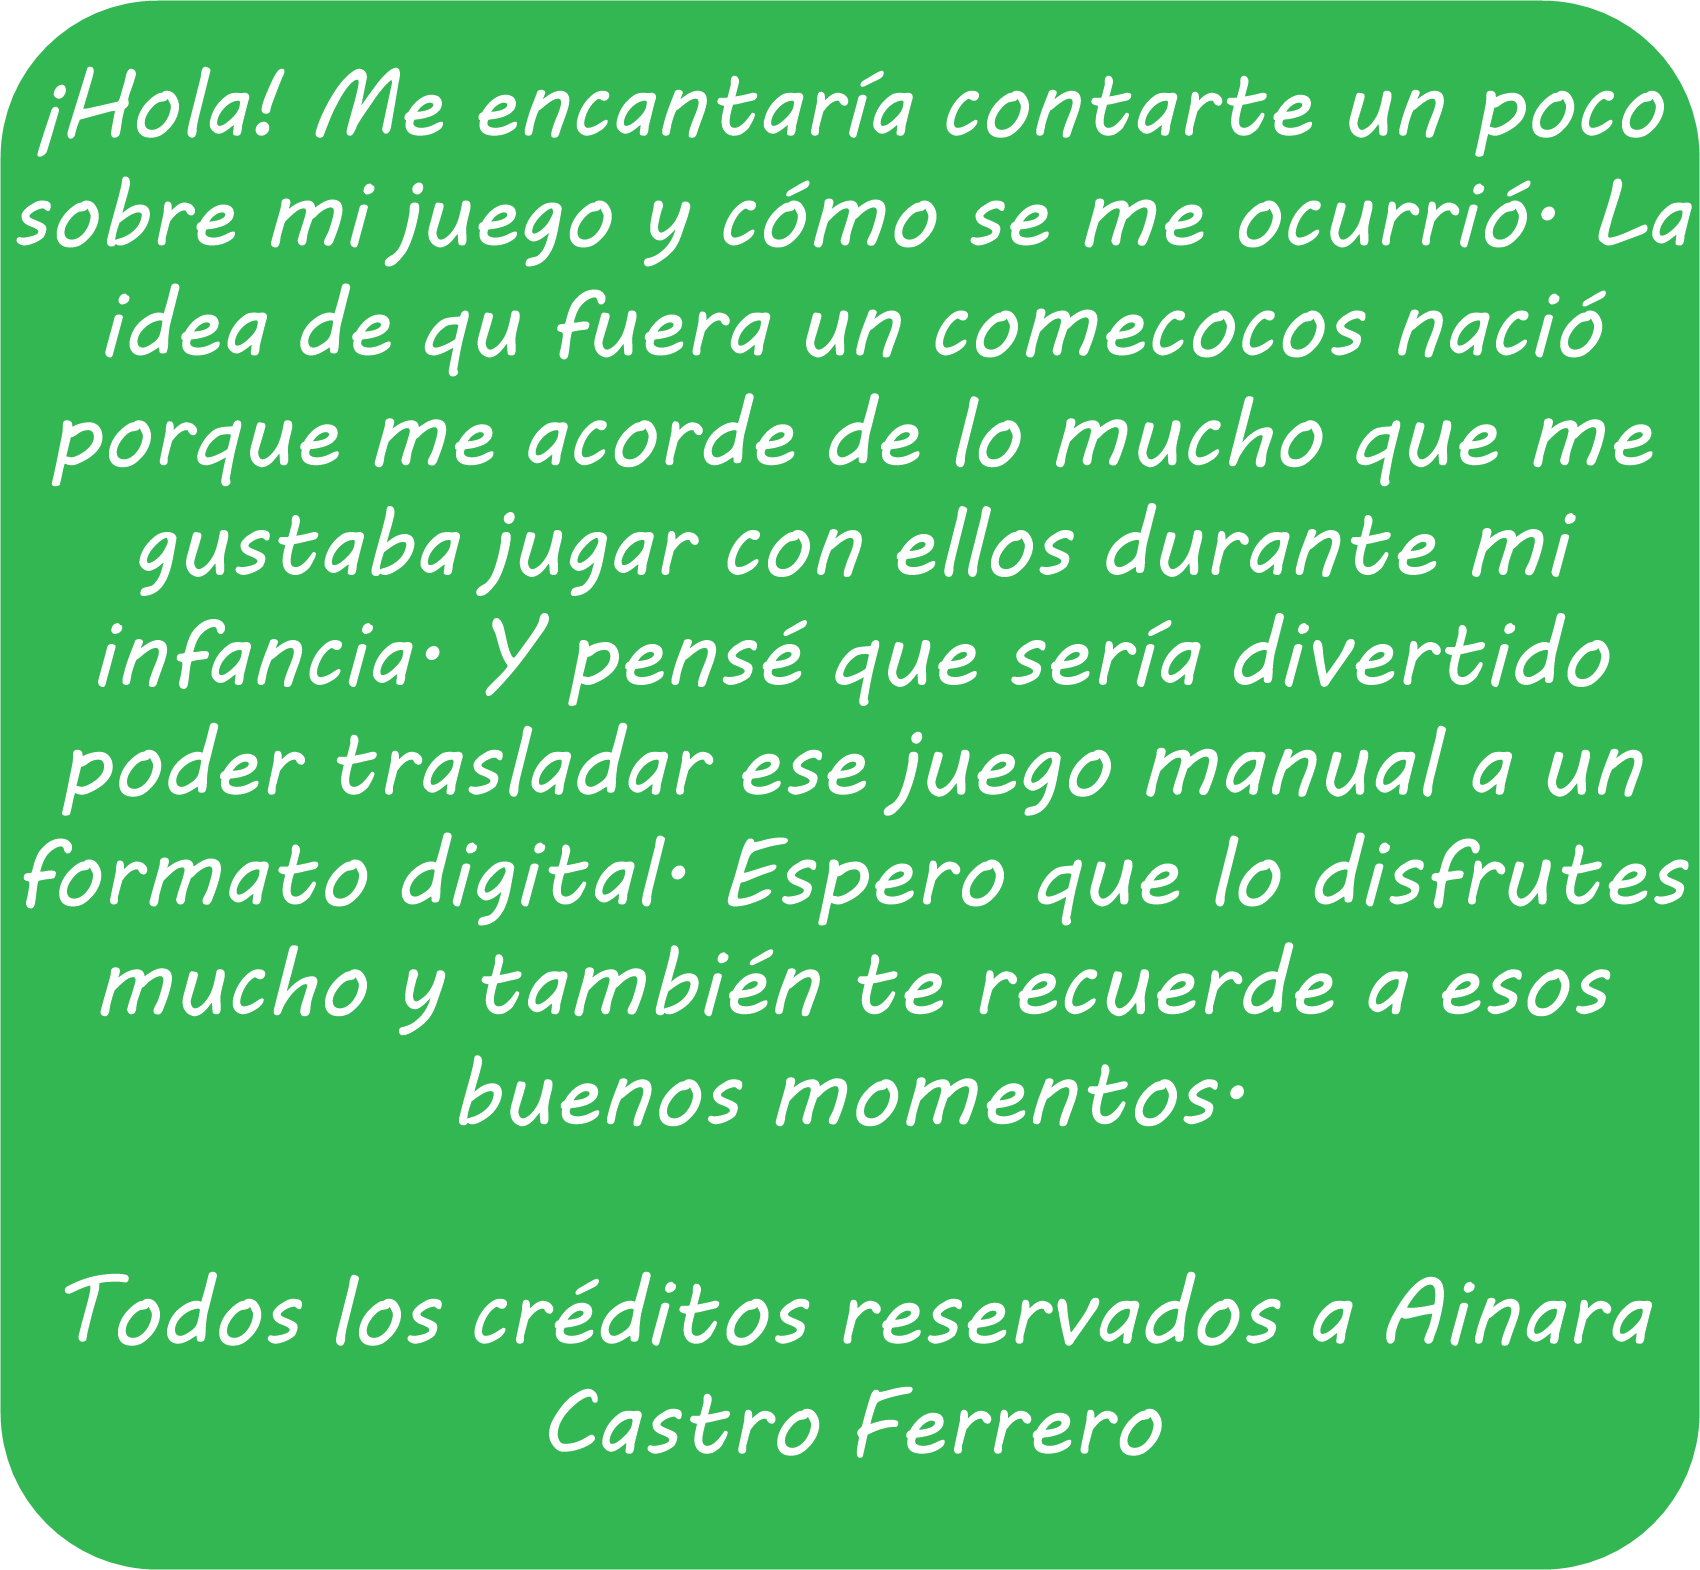 ¡Hola! Me encantaría contarte un poco
sobre mi juego y cómo se me ocurrió. La
idea de qu fuera un comecocos nació
porque me acorde de lo mucho que me
gustaba jugar con ellos durante mi
infancia. Y pensé que sería divertido
poder trasladar ese juego manual a un
formato digital. Espero que lo disfrutes
mucho y también te recuerde a esos
buenos momentos.
Todos los créditos reservados a Ainara
Castro Ferrero